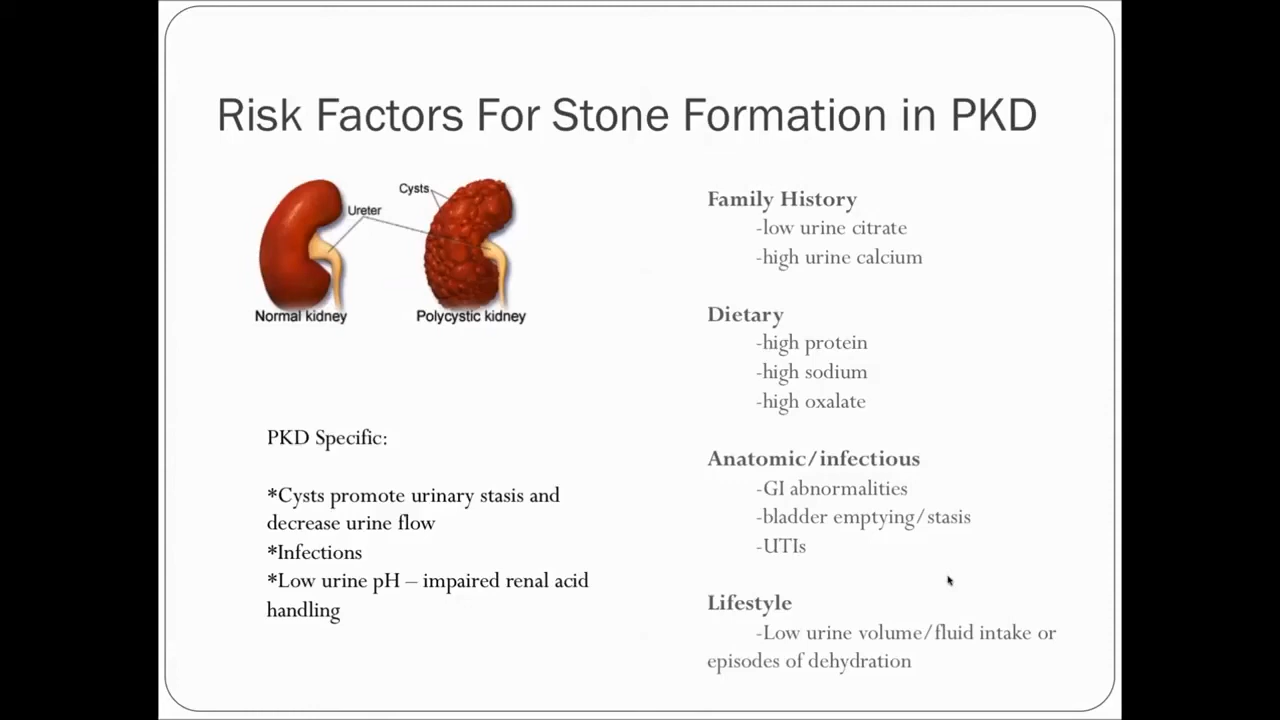 Risk Factors For Stone Formation in PKD
Cysts
Ureter
Normal kidney
Polycystic kidney
PKD Specific:
*Cysts promote urinary stasis and
decrease urine flow
*Infections
*Low urine pH – impaired renal acid
handling
Family History
-low urine citrate
-high urine calcium
Dietary
-high protein
-high sodium
-high oxalate
Anatomic/infectious
-GI abnormalities
-bladder emptying/stasis
-UTIs
Lifestyle
-Low urine volume/fluid intake or
episodes of dehydration